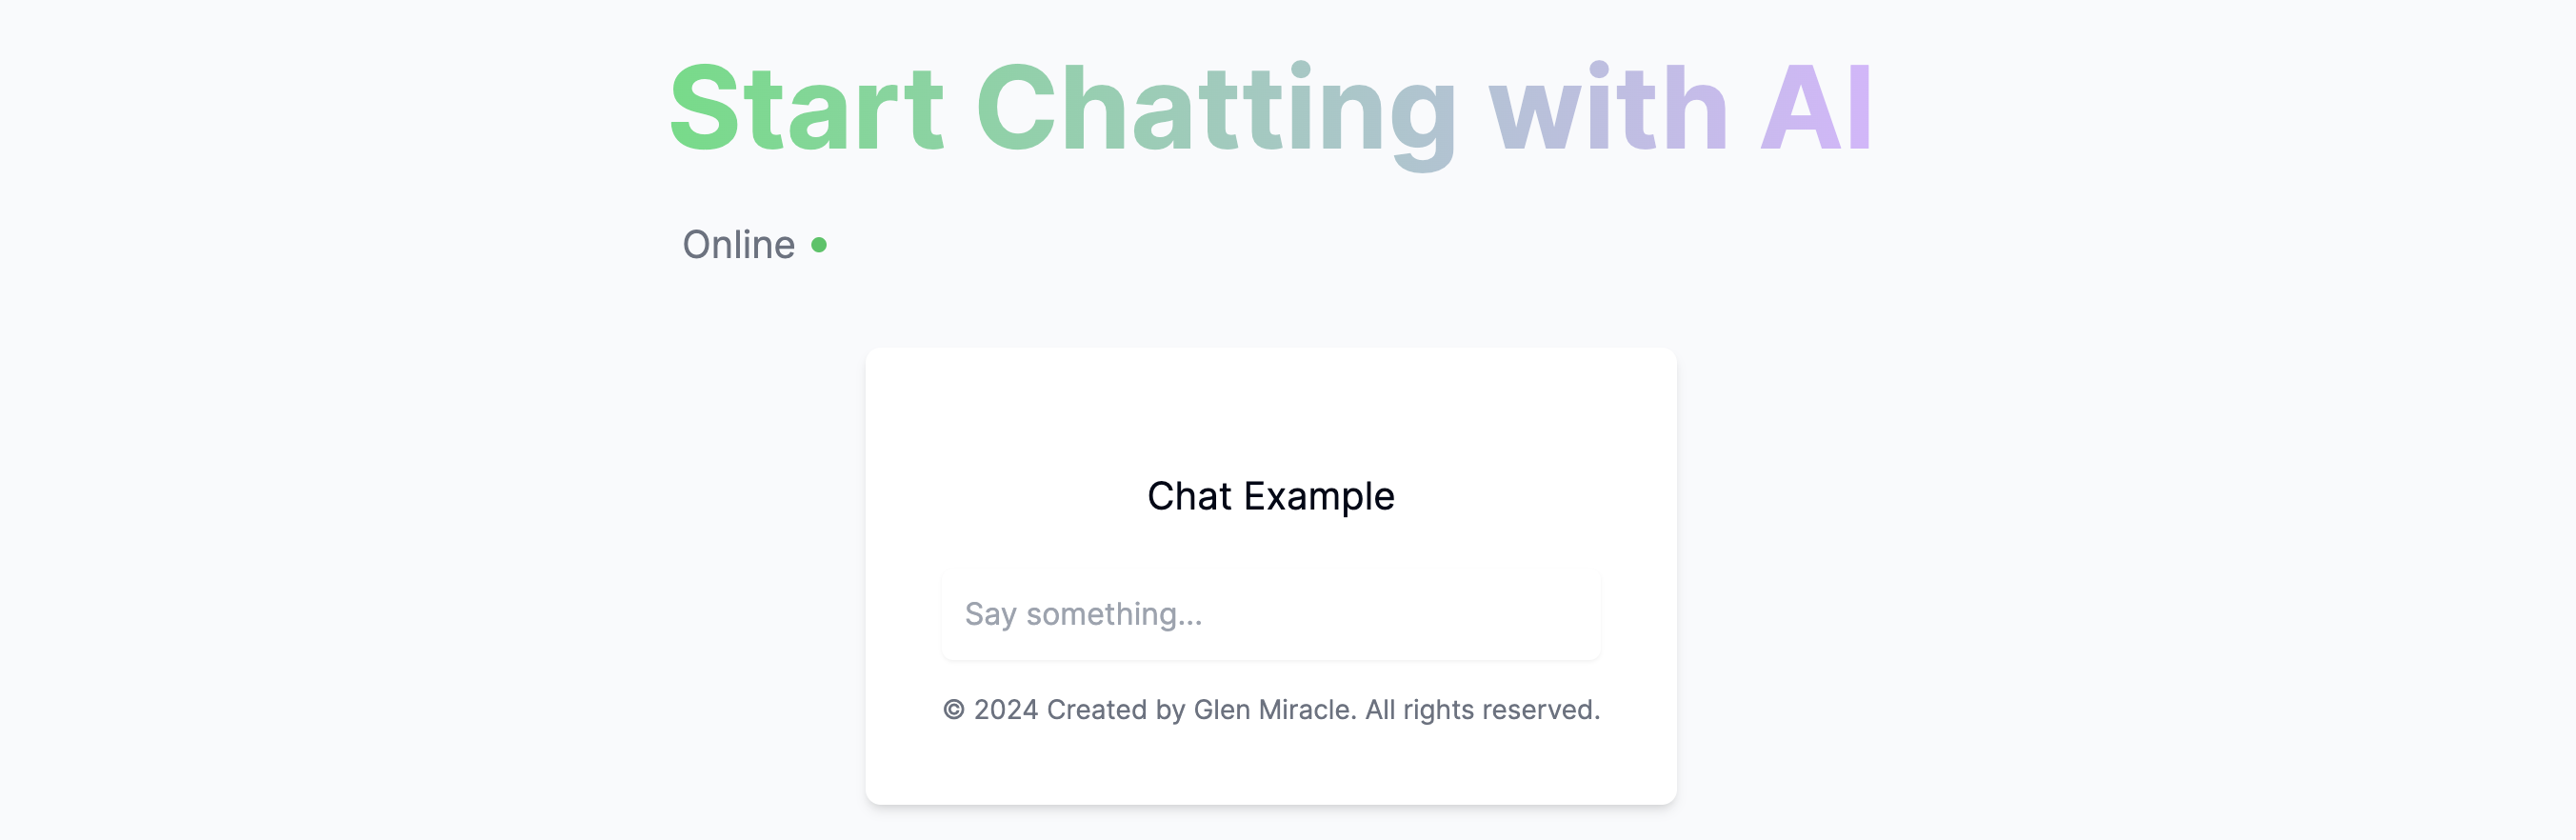 Start Chatting with AI
Online
Chat Example
Say something...
© 2024 Created by Glen Miracle. All rights reserved.